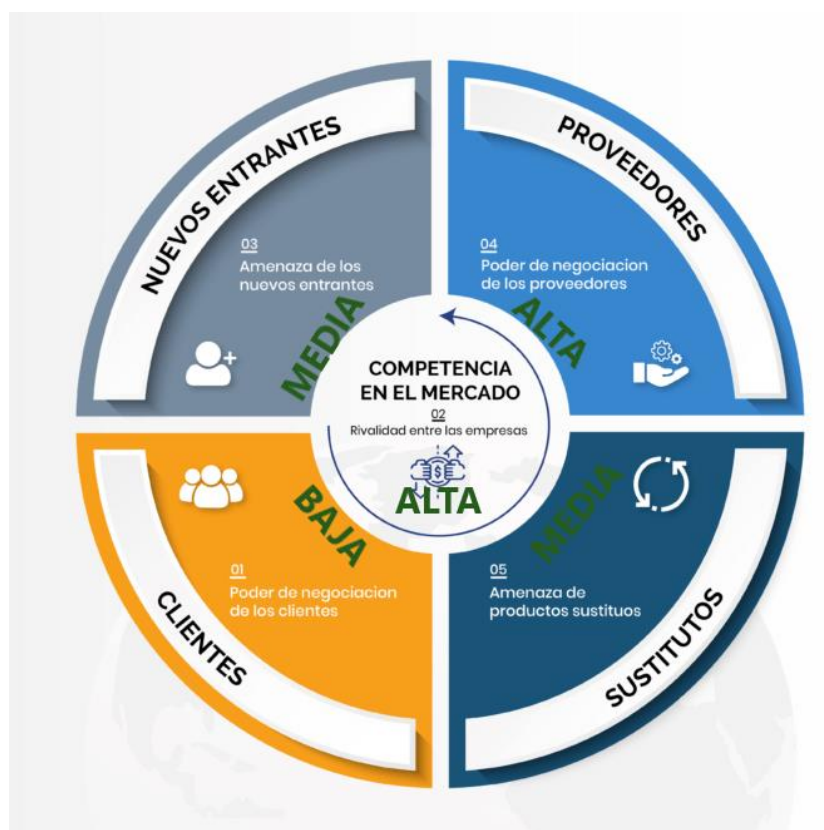 NUEVOS ENTRANTES
03
Amenaza de los
nuevos entrantes
MEDIA
PROVEEDORES
04
Poder de negociacion
de los proveedores
ALTA
COMPETENCIA
EN EL MERCADO
02
Rivalidad entre las empresas
$
ALTA
CLIENTES
01
Poder de negociacion
de los clientes
BAJA
SUSTITUTOS
05
Amenaza de
productos sustituos
MEDIA